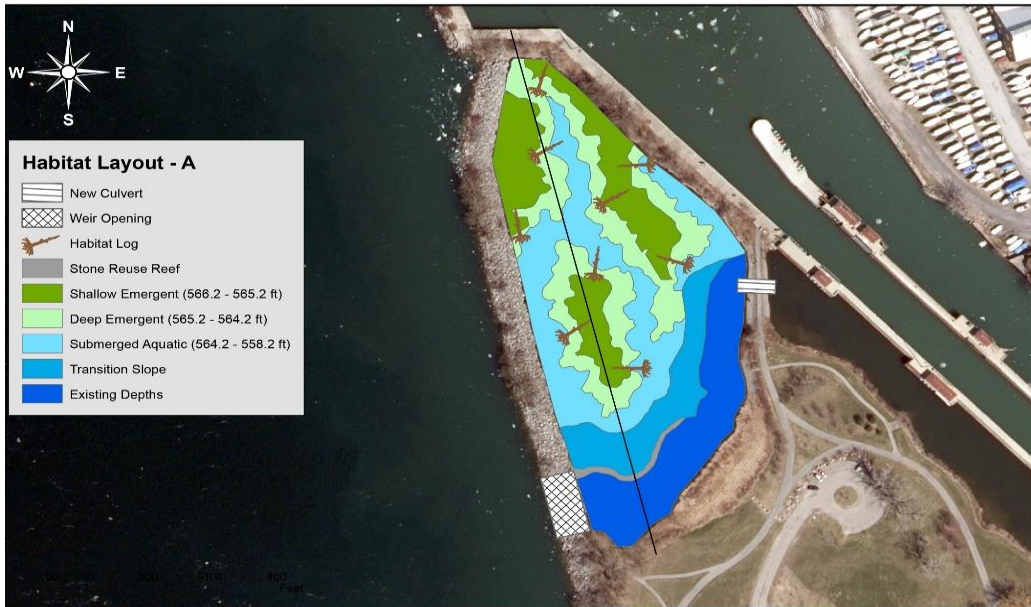 N
W E
S
Habitat Layout - A
New Culvert
Weir Opening
Habitat Log
Stone Reuse Reef
Shallow Emergent (566.2 - 565.2 ft)
Deep Emergent (565.2 - 564.2 ft)
Submerged Aquatic (564.2 - 558.2 ft)
Transition Slope
Existing Depths
200 400
Feet